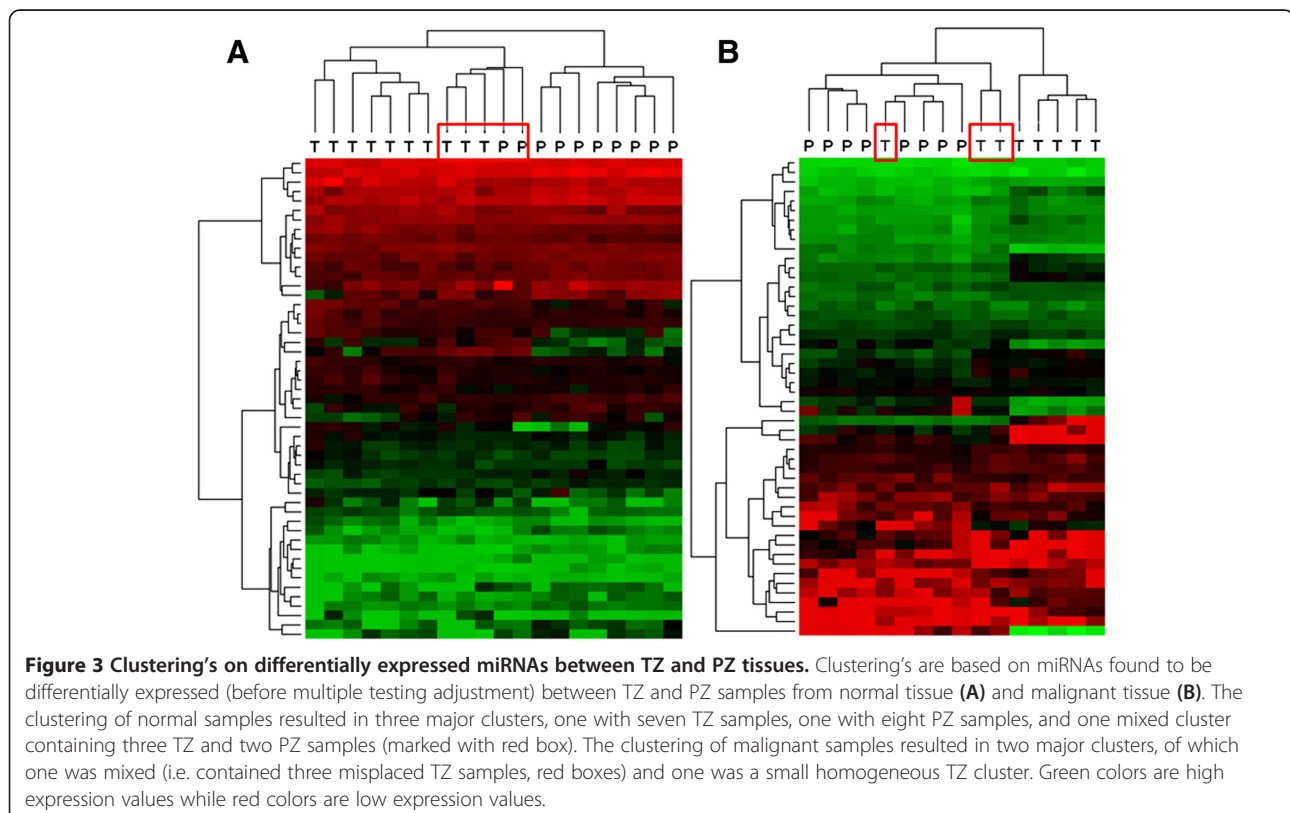 A
B
T T T T T T T T T T P P P P P P P P P P
P P P P T P P P P T T T T T T T
Figure 3 Clustering's on differentially expressed miRNAs between TZ and PZ tissues. Clustering's are based on miRNAs found to be
differentially expressed (before multiple testing adjustment) between TZ and PZ samples from normal tissue (A) and malignant tissue (B). The
clustering of normal samples resulted in three major clusters, one with seven TZ samples, one with eight PZ samples, and one mixed cluster
containing three TZ and two PZ samples (marked with red box). The clustering of malignant samples resulted in two major clusters, of which
one was mixed (i.e. contained three misplaced TZ samples, red boxes) and one was a small homogeneous TZ cluster. Green colors are high
expression values while red colors are low expression values.